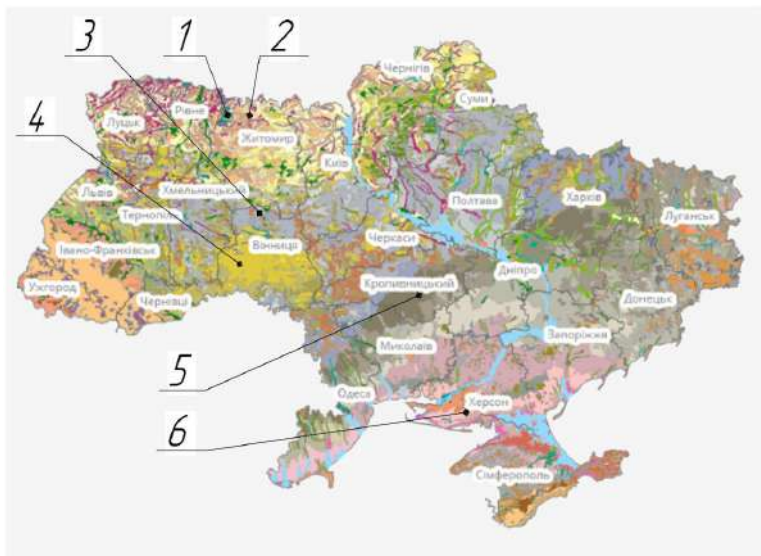 3
1
2
4
5
6
Чернігів
Суми
Рівне
Луцьк
Житомир
Київ
Хмельницький
Львів
Тернопіль
Полтава
Харків
Луганськ
Вінниця
Черкаси
Івано-Франківськ
Ужгород
Чернівці
Кропивницький
Дніпро
Донецьк
Запоріжжя
Миколаїв
Одеса
Херсон
Сімферополь